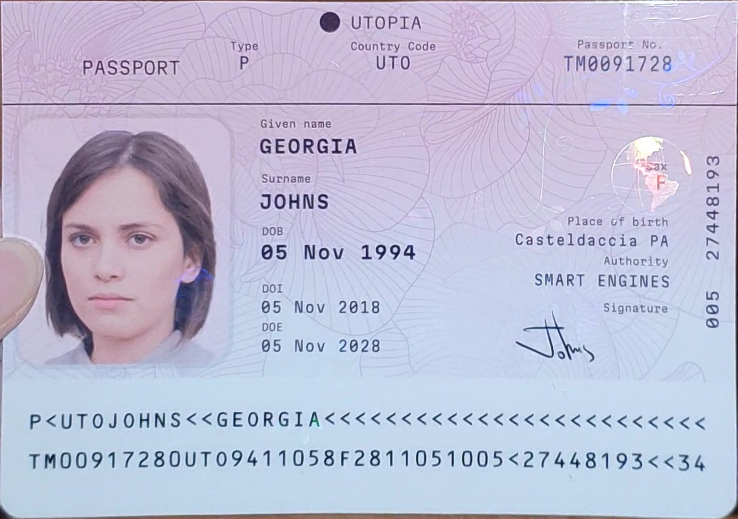 UTOPIA
Type
Country Code
Passport No.
PASSPORT
P
UTO
TM0091728
Given name
GEORGIA
Surname
JOHNS
DOB
05 Nov 1994
DOI
05 Nov 2018
DOE
05 Nov 2028
Sex
F
Place of birth
Casteldaccia PA
Authority
SMART ENGINES
Signature
Johns
005 27448193
P<UTOJOHNS<<GEORGIA<<<<<<<<<<<<<<<<<<<<<<<<<
TM00917280UTO9411058F2811051005<27448193<<34